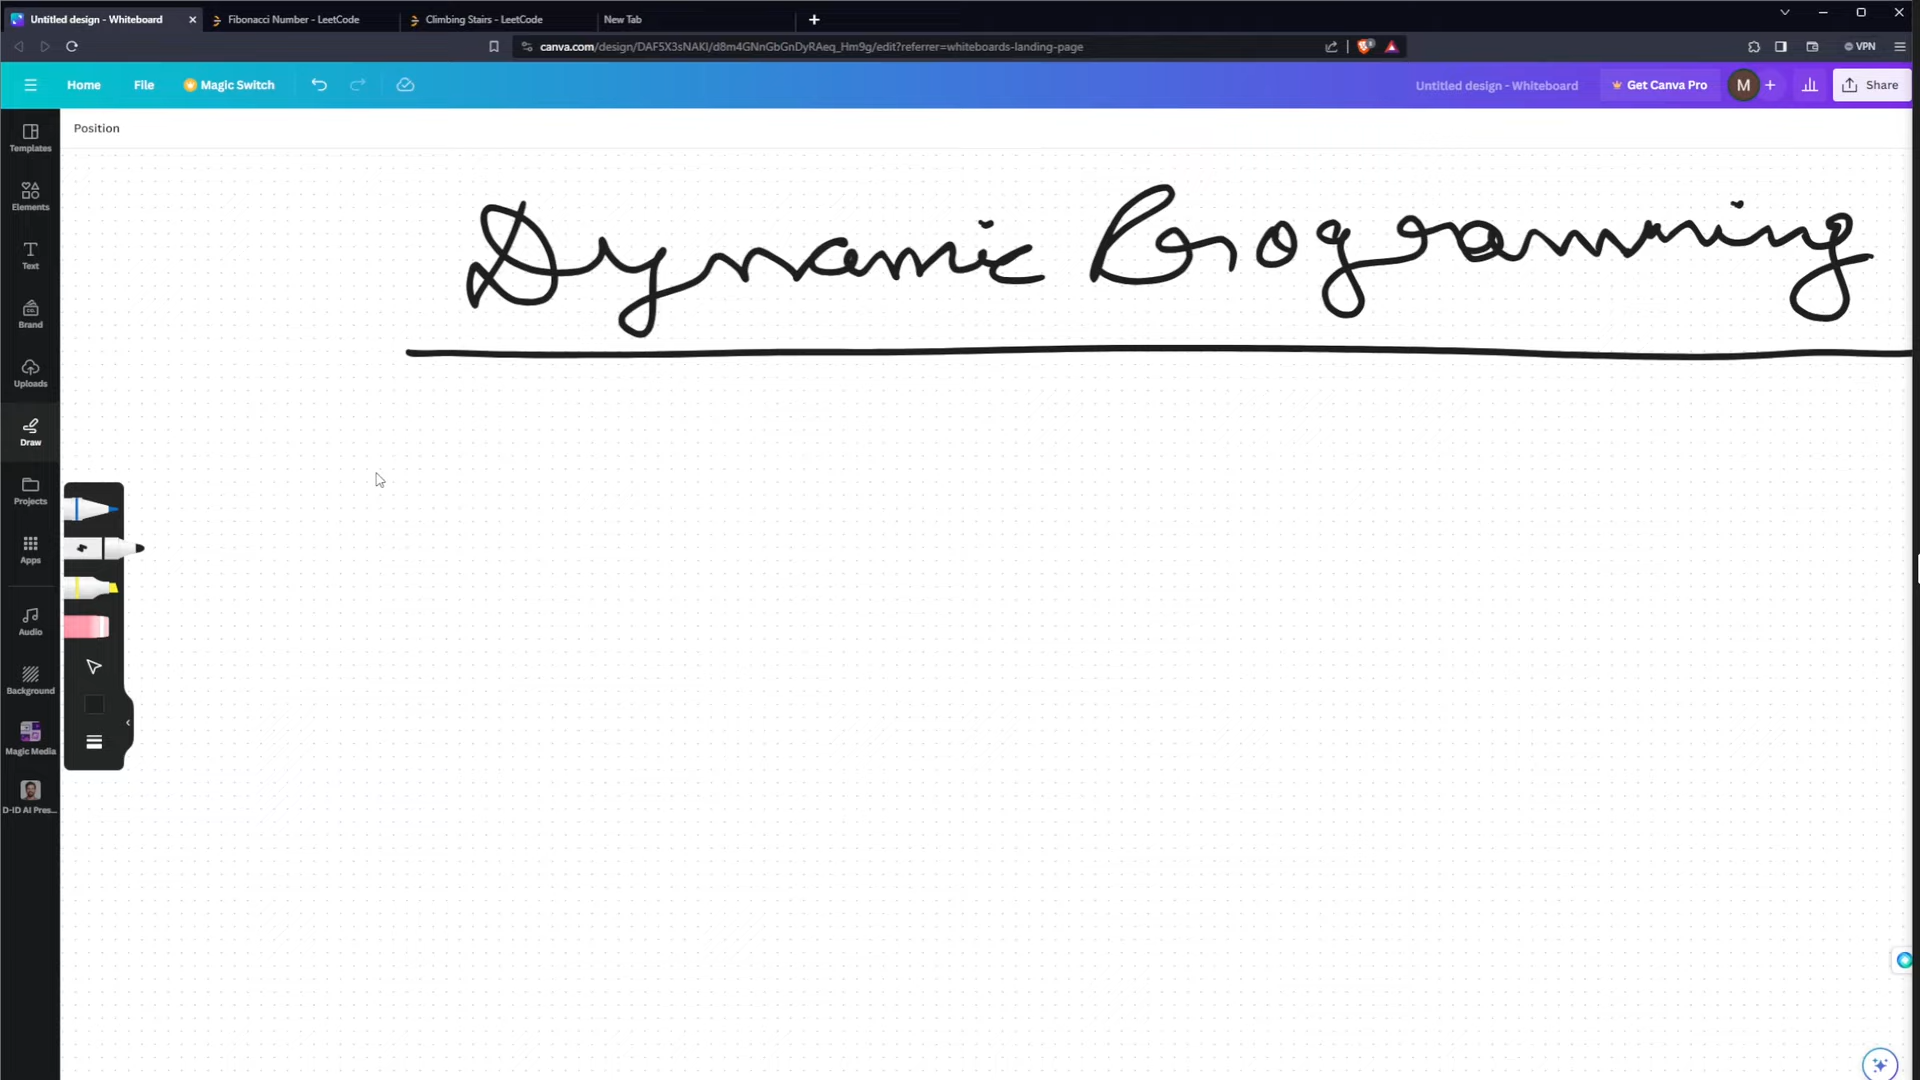 Untitled design - Whiteboard
Fibonacci Number - LeetCode
Climbing Stairs - LeetCode
New Tab
canva.com/design/DAF5X3sNAKI/d8m4GNnGbGnDyRAeq_Hm9g/edit?referrer=whiteboards-landing-page
VPN
Home
File
Magic Switch
Untitled design - Whiteboard
Get Canva Pro
M
Share
Position
Dynamic Programming
Templates
Elements
Text
Brand
Uploads
Draw
Projects
Apps
Audio
Background
Magic Media
D-ID AI Pres...